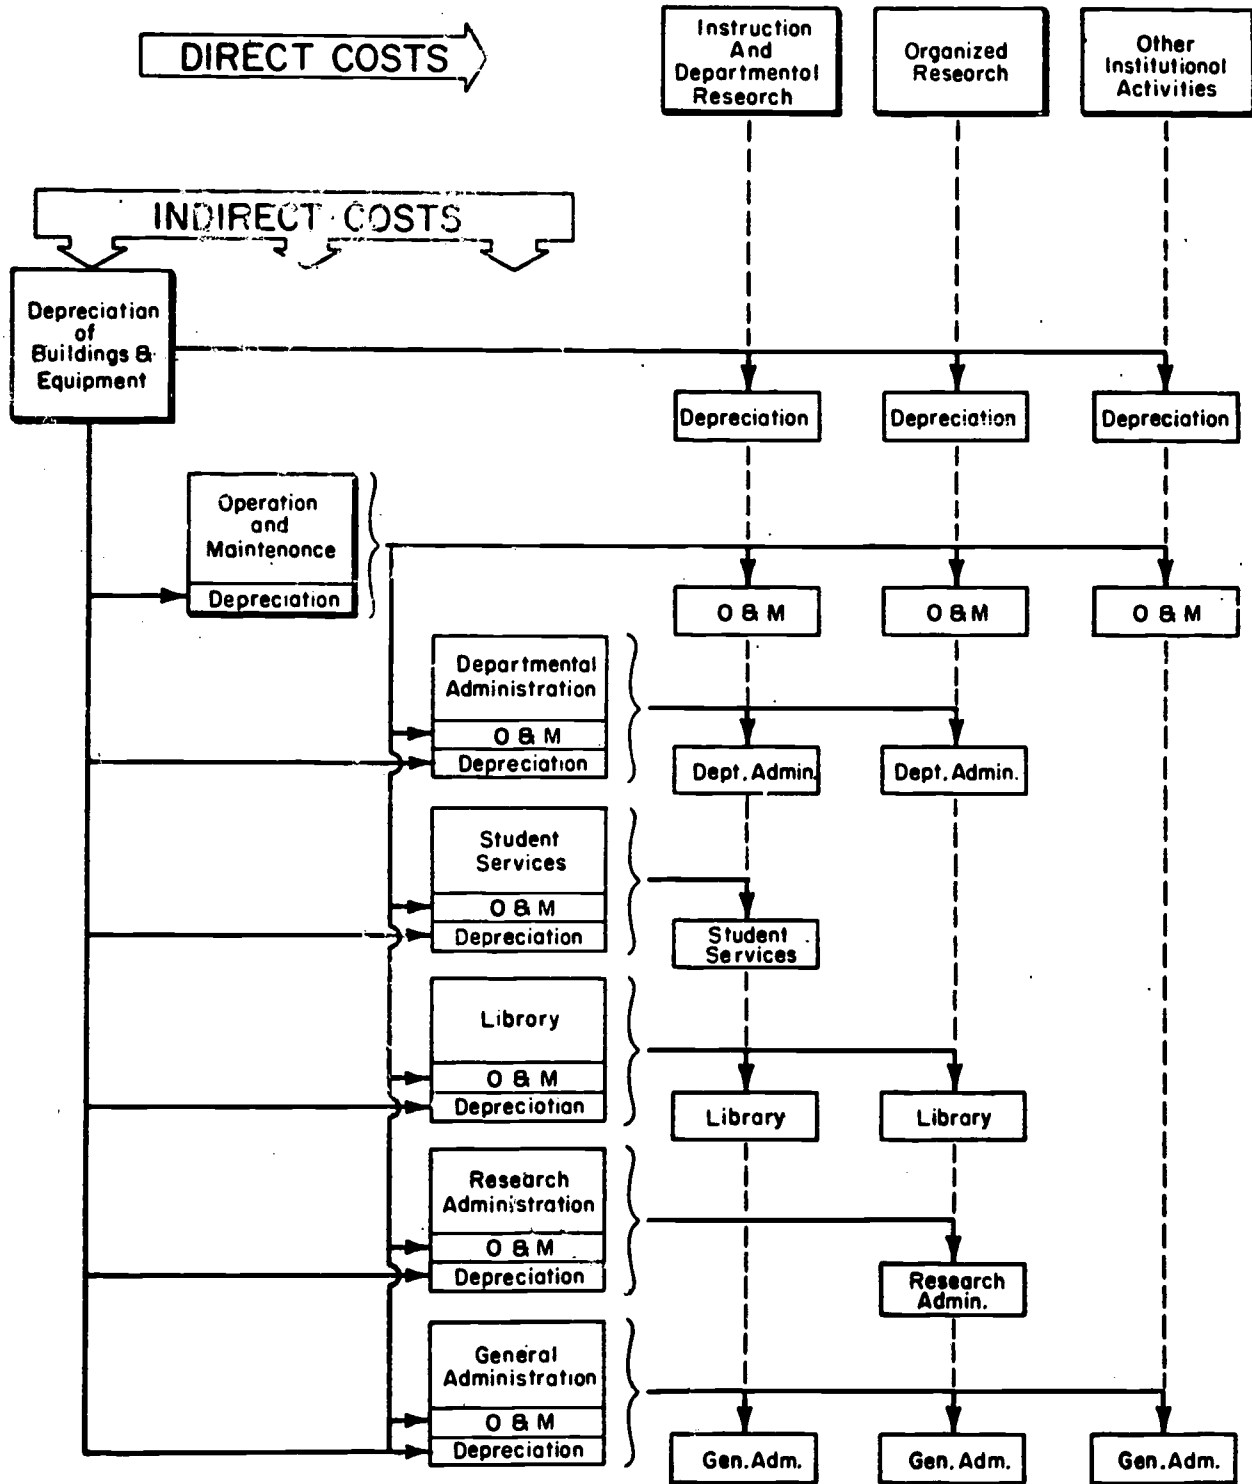 DIRECT COSTS
Instruction
And
Departmental
Research
Organized
Research
Other
Institutional
Activities
INDIRECT COSTS
Depreciation
of
Buildings &
Equipment
Depreciation
Depreciation
Depreciation
Operation
and
Maintenance
Depreciation
O & M
O & M
O & M
Departmental
Administration
O & M
Depreciation
Dept. Admin.
Dept. Admin.
Student
Services
O & M
Depreciation
Student
Services
Library
O & M
Depreciation
Library
Library
Research
Administration
O & M
Depreciation
Research
Admin.
General
Administration
O & M
Depreciation
Gen. Adm.
Gen. Adm.
Gen. Adm.